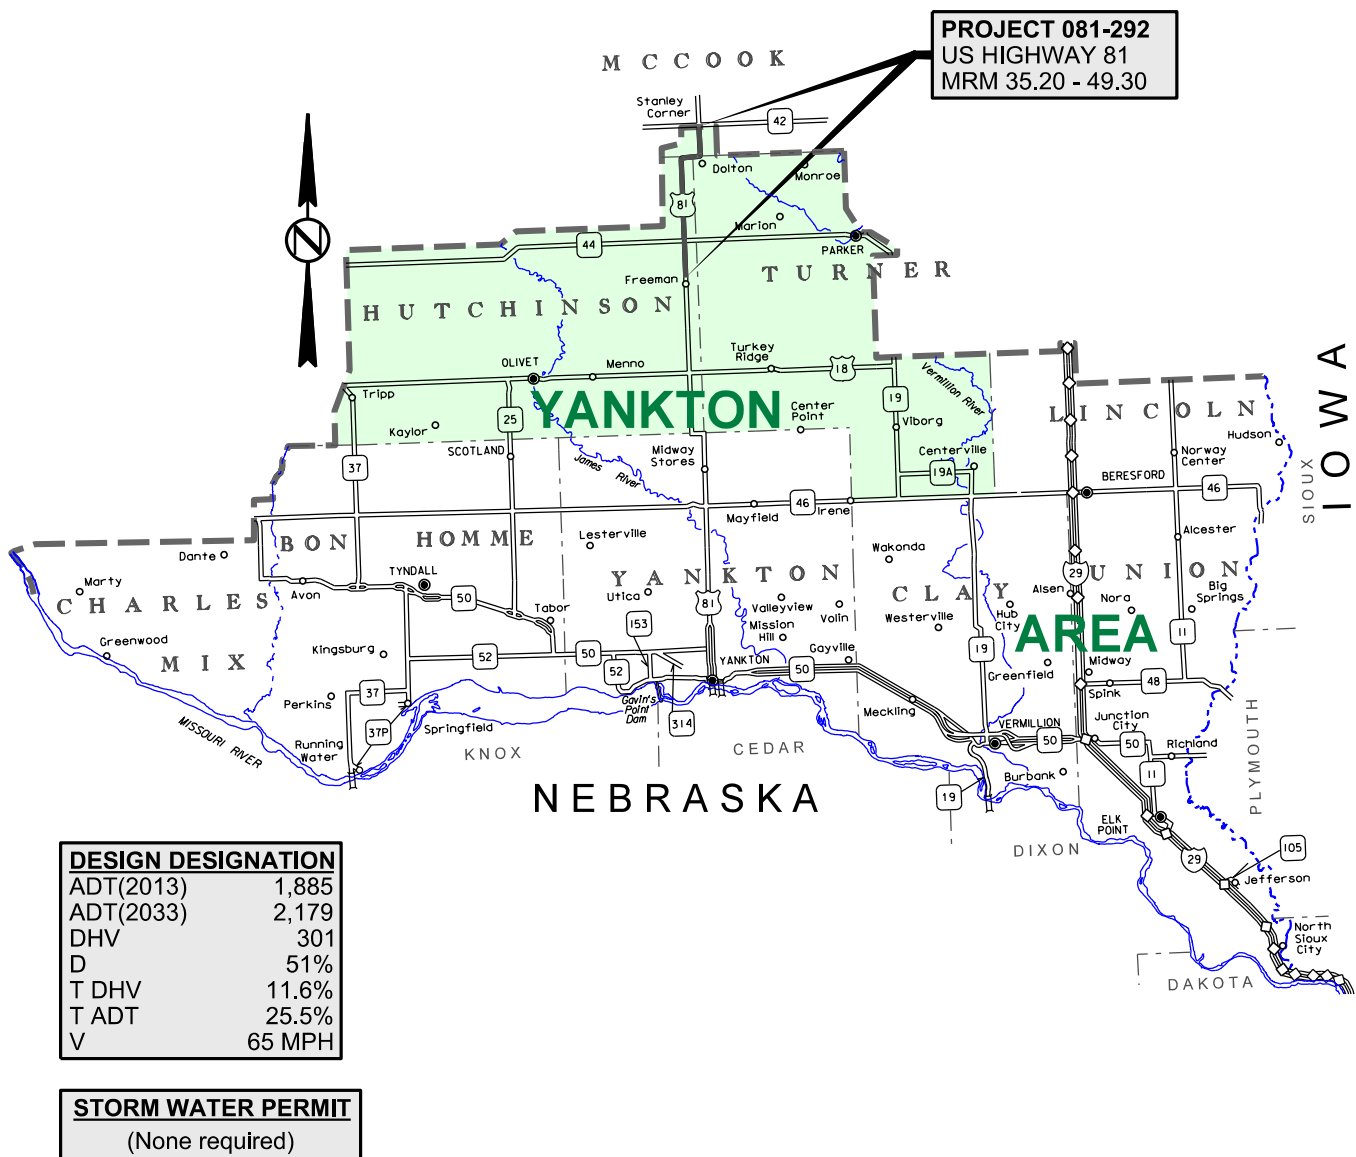 PROJECT 081-292
US HIGHWAY 81
MRM 35.20 - 49.30
MCCOOK
Stanley
Corner
42
Dolton
Monroe
81
Marion
N
44
PARKER
Freeman
TURNER
HUTCHINSON
OLIVET
Menno
Turkey
Ridge
18
Vermillion River
IOWA
Tripp
25
YANKTON
Center
Point
19
Viborg
LINCOLN
Kaylor
Hudson
SCOTLAND
Midway
Stores
Centerville
Norway
Center
37
James
River
19A
BERESFORD
46
SIOUX
Mayfield
46
Irene
Alcester
BON HOMME
Lesterville
Wakonda
Dante
TYNDALL
YANKTON
29
UNION
Marty
Avon
50
Utica
81
Valleyview
CLAY
Alsen
Nora
Big
Springs
CHARLES
Tabor
153
Mission
Hill
Volin
Westerville
Hub
City
11
Greenwood
Kingsburg
52
50
YANKTON
Gayville
19
AREA
MIX
52
50
Greenfield
Midway
37
Spink
48
Perkins
Gavin's
Point
Dam
Meckling
MISSOURI RIVER
37P
Springfield
314
VERMILLION
Junction
City
PLYMOUTH
Running
Water
KNOX
CEDAR
50
50
Richland
Burbank
11
NEBRASKA
19
ELK
POINT
DIXON
105
29
Jefferson
North
Sioux
City
DAKOTA
DESIGN DESIGNATION
ADT(2013) 1,885
ADT(2033) 2,179
DHV 301
D 51%
T DHV 11.6%
T ADT 25.5%
V 65 MPH
STORM WATER PERMIT
(None required)